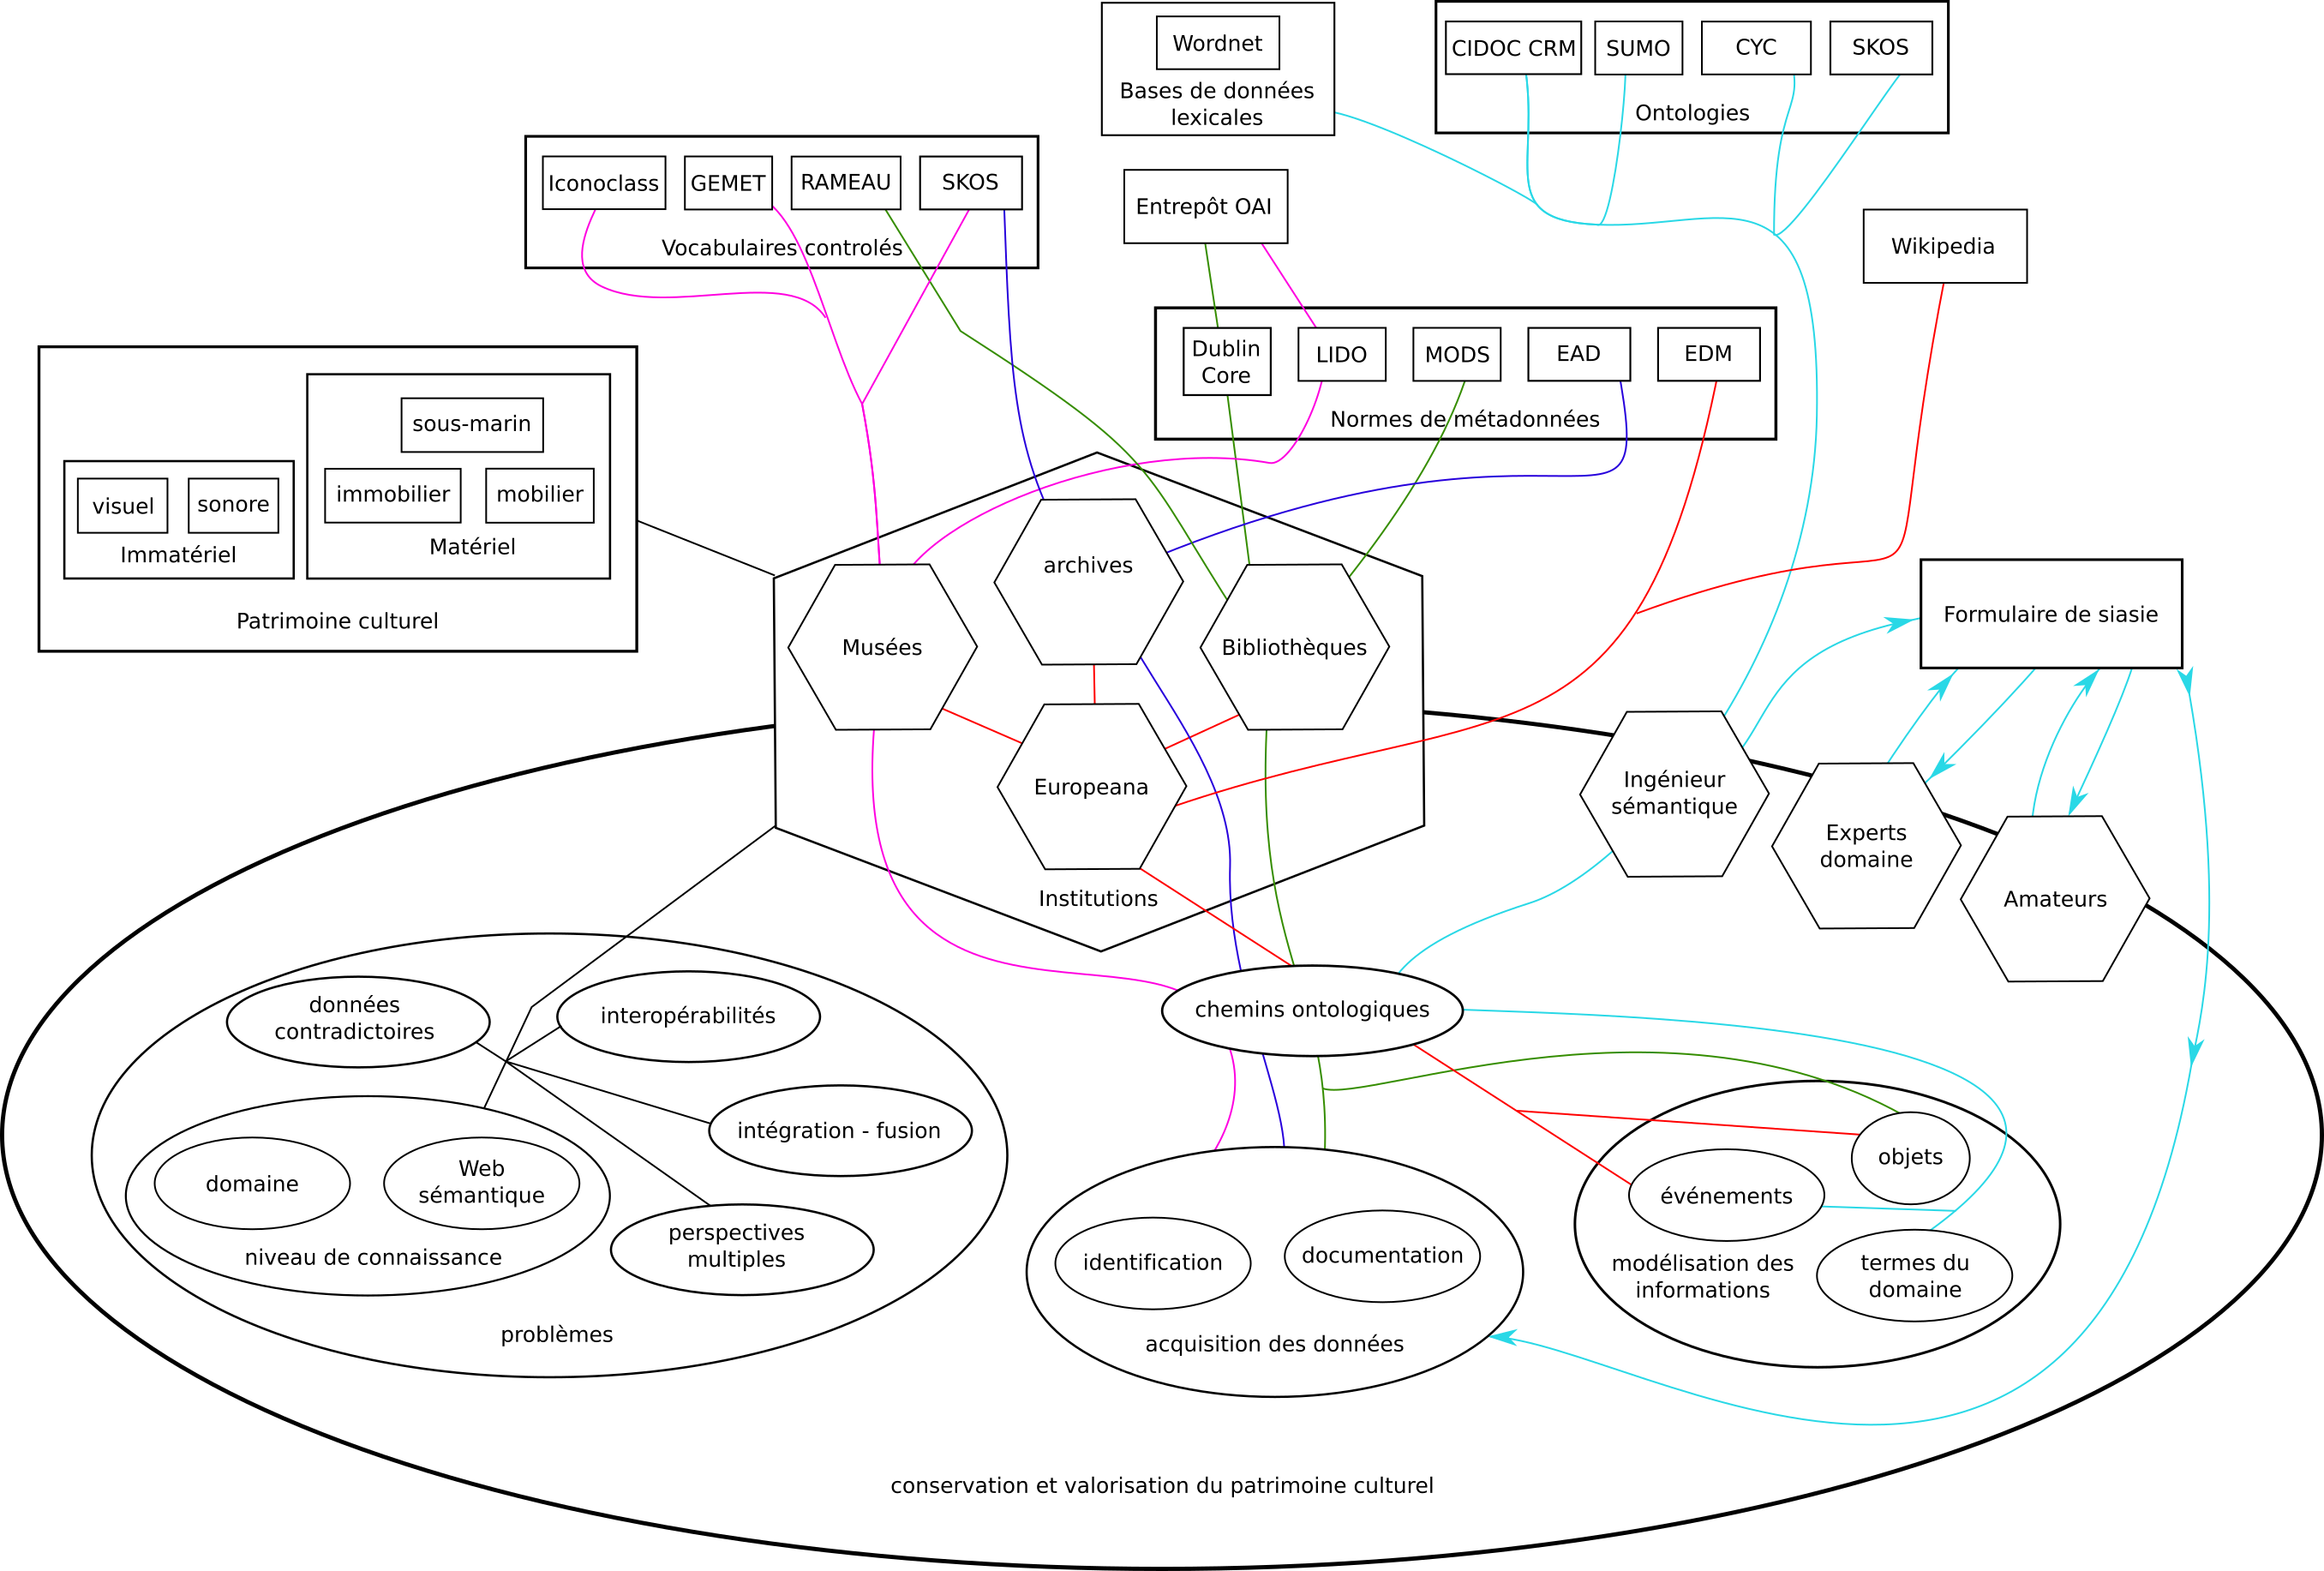 Wordnet
Bases de données
lexicales
CIDOC CRM
SUMO
CYC
SKOS
Ontologies
Iconoclass
GEMET
RAMEAU
SKOS
Vocabulaires controlés
Entrepôt OAI
Wikipedia
Dublin
Core
LIDO
MODS
EAD
EDM
Normes de métadonnées
sous-marin
immobilier
mobilier
Matériel
visuel
sonore
Immatériel
Patrimoine culturel
archives
Musées
Bibliothèques
Europeana
Institutions
Formulaire de siasie
Ingénieur
sémantique
Experts
domaine
Amateurs
données
contradictoires
interopérabilités
chemins ontologiques
intégration - fusion
domaine
Web
sémantique
niveau de connaissance
perspectives
multiples
problèmes
identification
documentation
acquisition des données
objets
événements
modélisation des
informations
termes du
domaine
conservation et valorisation du patrimoine culturel